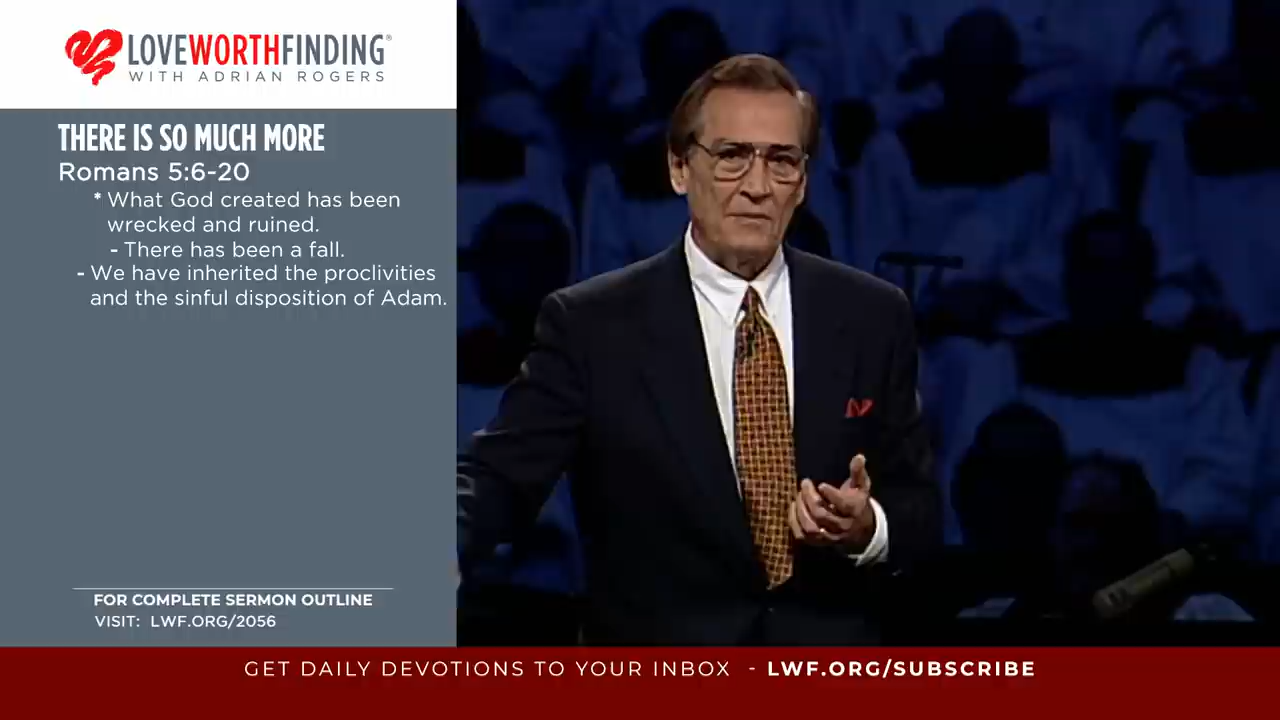 LOVEWORTHFINDING®
WITH ADRIAN ROGERS
THERE IS SO MUCH MORE
Romans 5:6-20
* What God created has been
wrecked and ruined.
- There has been a fall.
- We have inherited the proclivities
and the sinful disposition of Adam.
FOR COMPLETE SERMON OUTLINE
VISIT: LWF.ORG/2056
GET DAILY DEVOTIONS TO YOUR INBOX - LWF.ORG/SUBSCRIBE